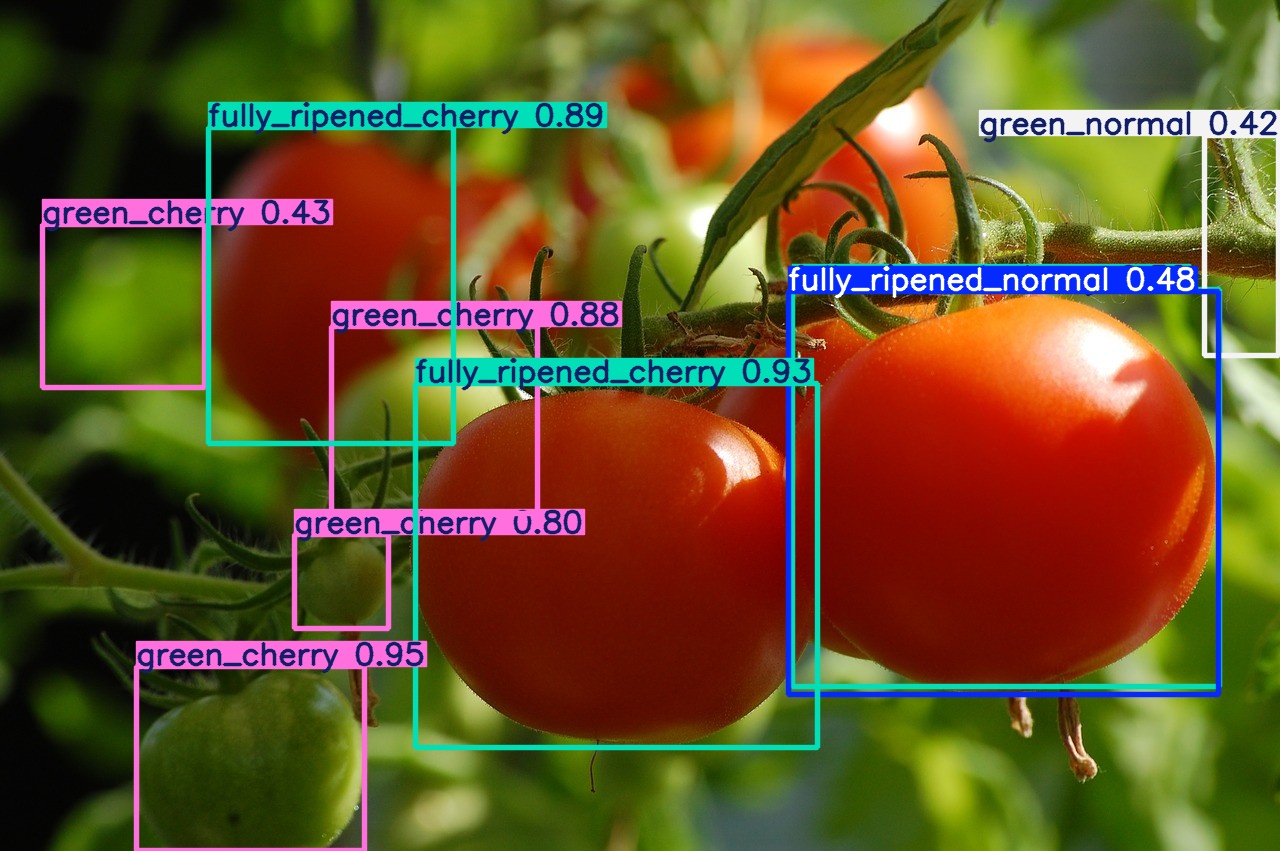 fully_ripened_cherry 0.89
green_normal 0.42
green_cherry 0.43
fully_ripened_normal 0.48
green_cherry 0.88
fully_ripened_cherry 0.93
green_cherry 0.80
green_cherry 0.95